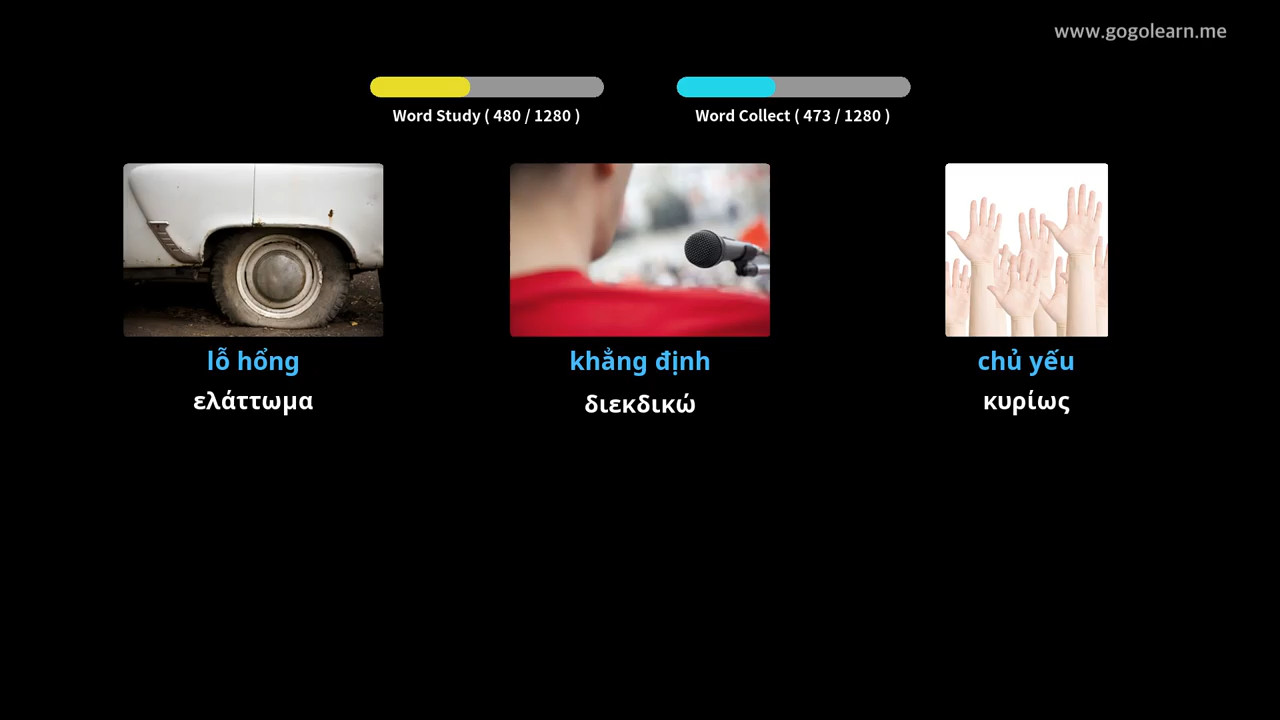 www.gogolearn.me
Word Study ( 480 / 1280 )
Word Collect ( 473 / 1280 )
lỗ hổng
ελάττωμα
khẳng định
διεκδικώ
chủ yếu
κυρίως